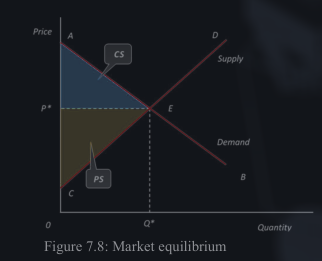 Price
A
D
CS
Supply
P*
E
Demand
PS
B
C
0
Q*
Quantity
Figure 7.8: Market equilibrium